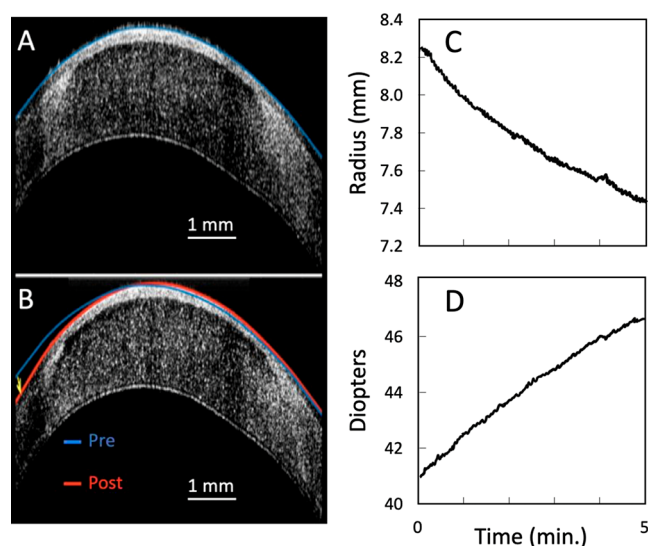 A
1 mm
B
Pre
Post
1 mm
C
Radius (mm)
8.4
8.2
8.0
7.8
7.6
7.4
7.2
D
Diopters
48
46
44
42
40
0
5
Time (min.)